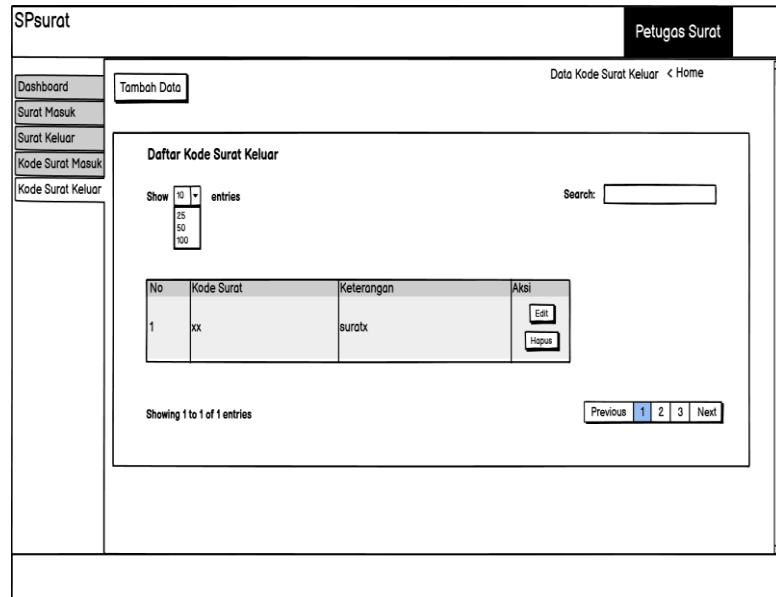 SPsurat
Petugas Surat
Data Kode Surat Keluar < Home
Dashboard
Surat Masuk
Surat Keluar
Kode Surat Masuk
Kode Surat Keluar
Tambah Data
Daftar Kode Surat Keluar
Show 10 entries
25
50
100
Search:
No Kode Surat Keterangan Aksi
1 xx suratx Edit
Hapus
Showing 1 to 1 of 1 entries
Previous 1 2 3 Next